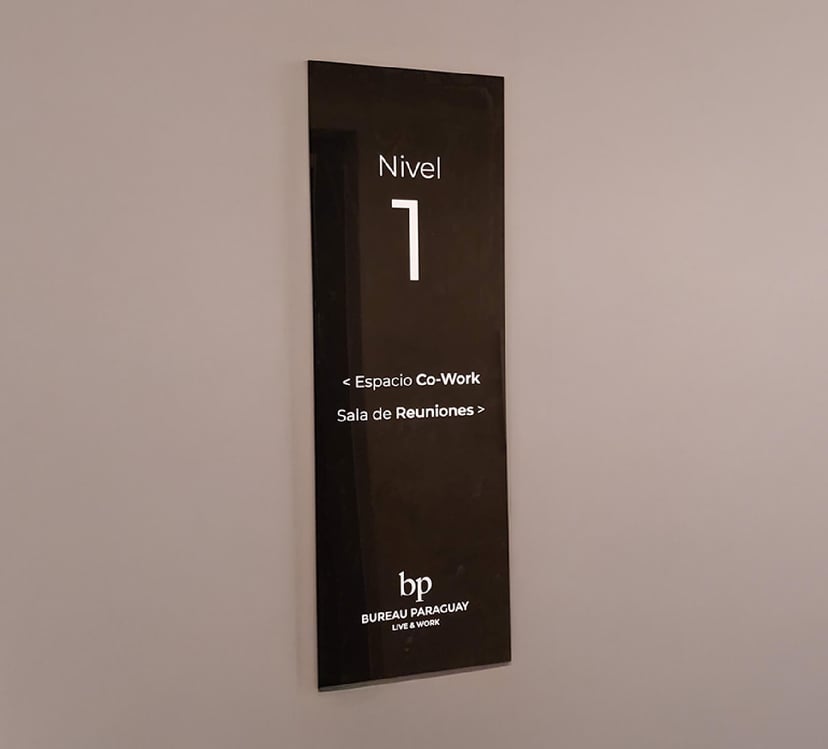 Nivel
1
< Espacio Co-Work
Sala de Reuniones >
bp
BUREAU PARAGUAY
LIVE & WORK